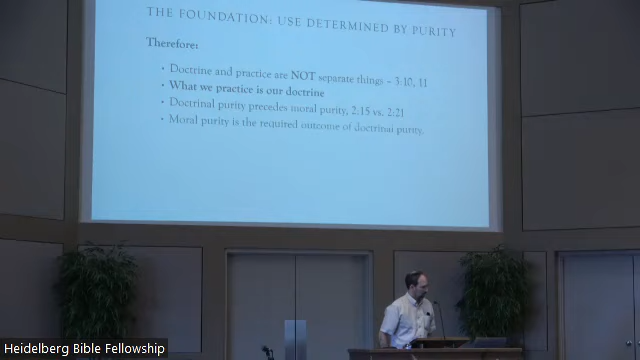 THE FOUNDATION: USE DETERMINED BY PURITY
Therefore:
• Doctrine and practice are NOT separate things – 3:10, 11
• What we practice is our doctrine
• Doctrinal purity precedes moral purity, 2:15 vs. 2:21
• Moral purity is the required outcome of doctrinal purity.
Heidelberg Bible Fellowship